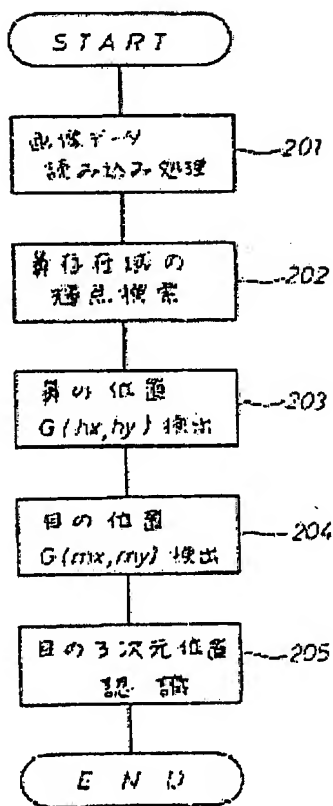 START
画像データ
読み込み処理
201
鼻存在域の
輝点検索
202
鼻の位置
G(hx,hy)検出
203
目の位置
G(mx,my)検出
204
目の3次元位置
認識
205
END